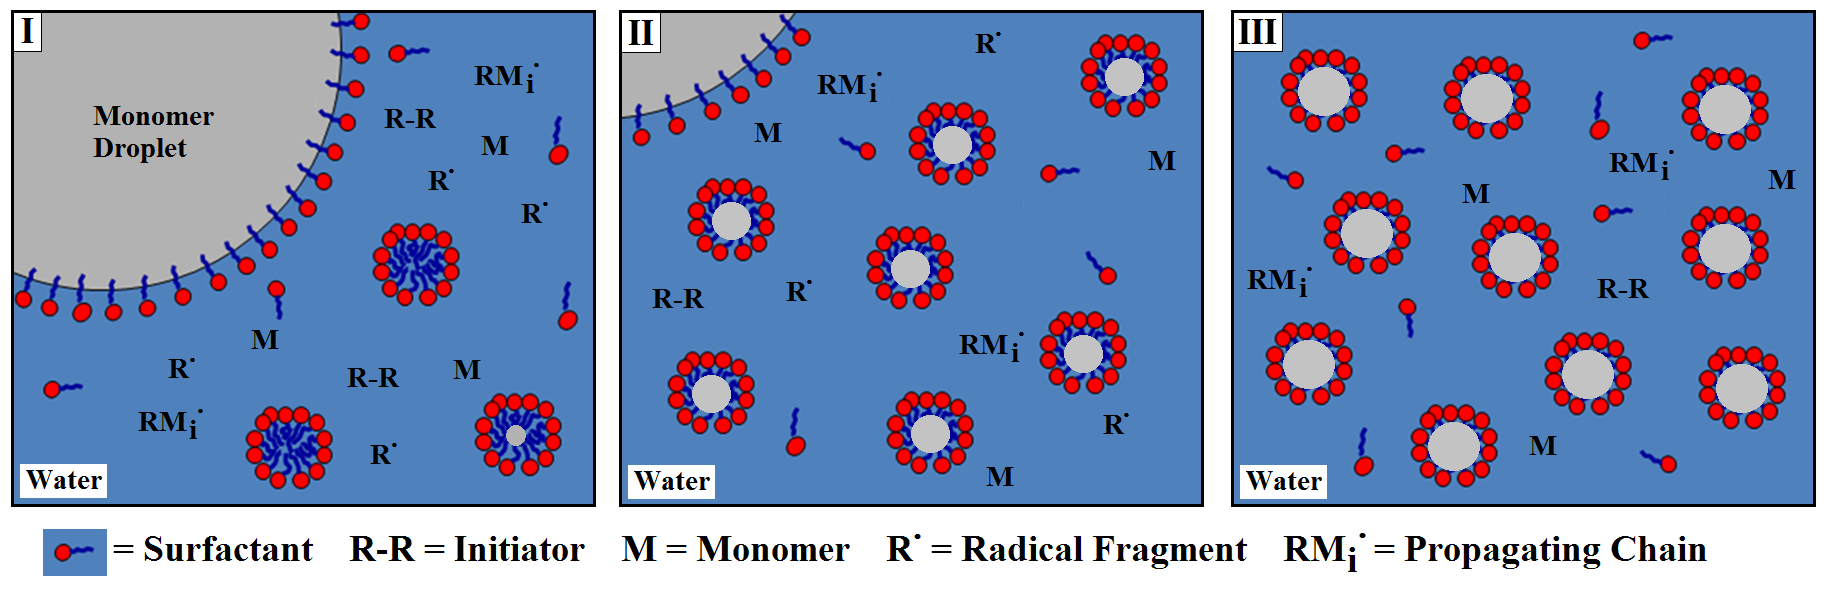 I
Monomer
Droplet
RMi·
R-R
M
R·
R·
M
R·
R-R
M
RMi·
R·
Water
II
R·
RMi·
M
M
R-R
R·
RMi·
R·
M
Water
III
RMi·
M
M
RMi·
R-R
M
Water
= Surfactant R-R = Initiator M = Monomer R· = Radical Fragment RMi· = Propagating Chain